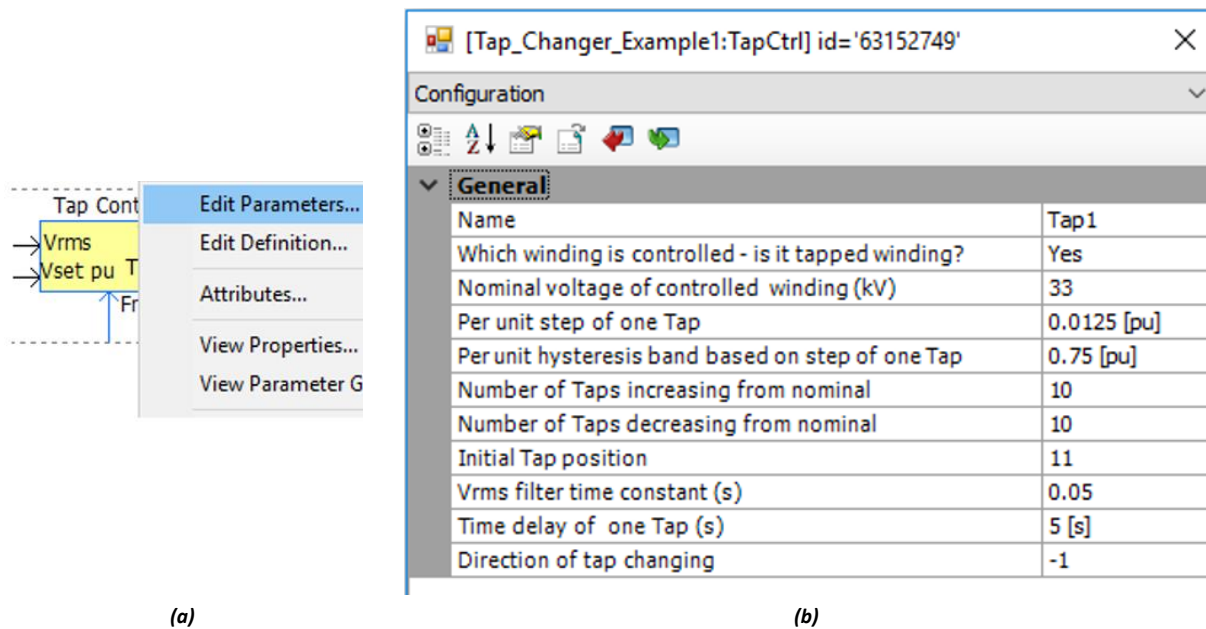 Tap Cont
Vrms
Vset pu T
Fr
Edit Parameters...
Edit Definition...
Attributes...
View Properties...
View Parameter G
(a)
[Tap_Changer_Example1:TapCtrl] id='63152749'
Configuration
General
Name Tap1
Which winding is controlled - is it tapped winding? Yes
Nominal voltage of controlled  winding (kV) 33
Per unit step of one Tap 0.0125 [pu]
Per unit hysteresis band based on step of one Tap 0.75 [pu]
Number of Taps increasing from nominal 10
Number of Taps decreasing from nominal 10
Initial Tap position 11
Vrms filter time constant (s) 0.05
Time delay of  one Tap (s) 5 [s]
Direction of tap changing -1
(b)